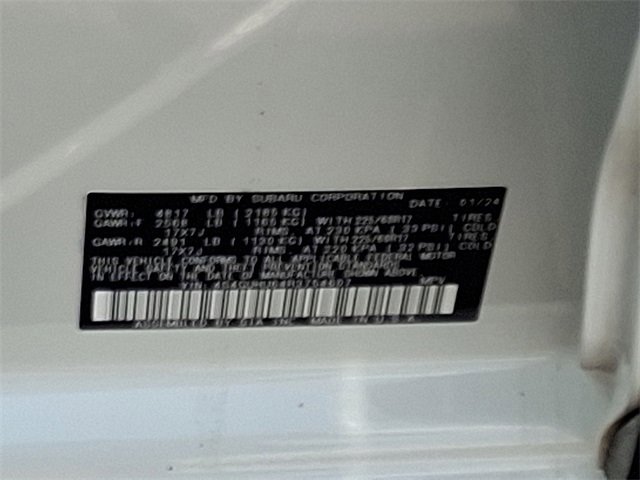 MFD BY SUBARU CORPORATION DATE 01/24
GVWR: 4817 LB ( 2185 KG)
GAWR:F 2568 LB ( 1165 KG) WITH 225/60R17 TIRES
17X7J RIMS, AT 230 KPA ( 33 PSI) COLD
GAWR:R 2491 LB ( 1130 KG) WITH 225/60R17 TIRES
17X7J RIMS, AT 220 KPA ( 32 PSI) COLD
THIS VEHICLE CONFORMS TO ALL APPLICABLE FEDERAL MOTOR
VEHICLE SAFETY AND THEFT PREVENTION STANDARDS
IN EFFECT ON THE DATE OF MANUFACTURE SHOWN ABOVE.
VIN: MPV
ASSEMBLED BY SIA INC. MADE IN U.S.A.